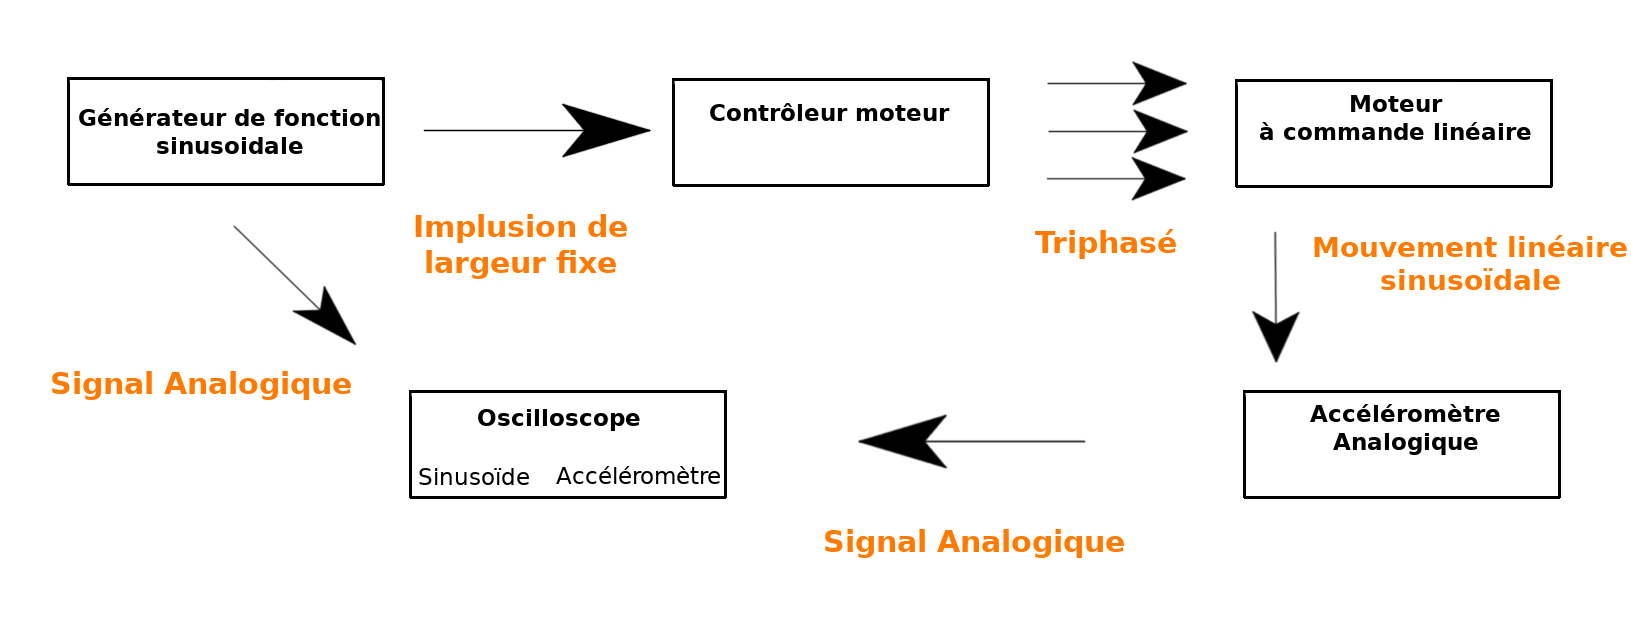 Générateur de fonction
sinusoidale
Contrôleur moteur
Moteur
à commande linéaire
Implusion de
largeur fixe
Triphasé
Mouvement linéaire
sinusoïdale
Signal Analogique
Oscilloscope
Sinusoïde Accéléromètre
Accéléromètre
Analogique
Signal Analogique